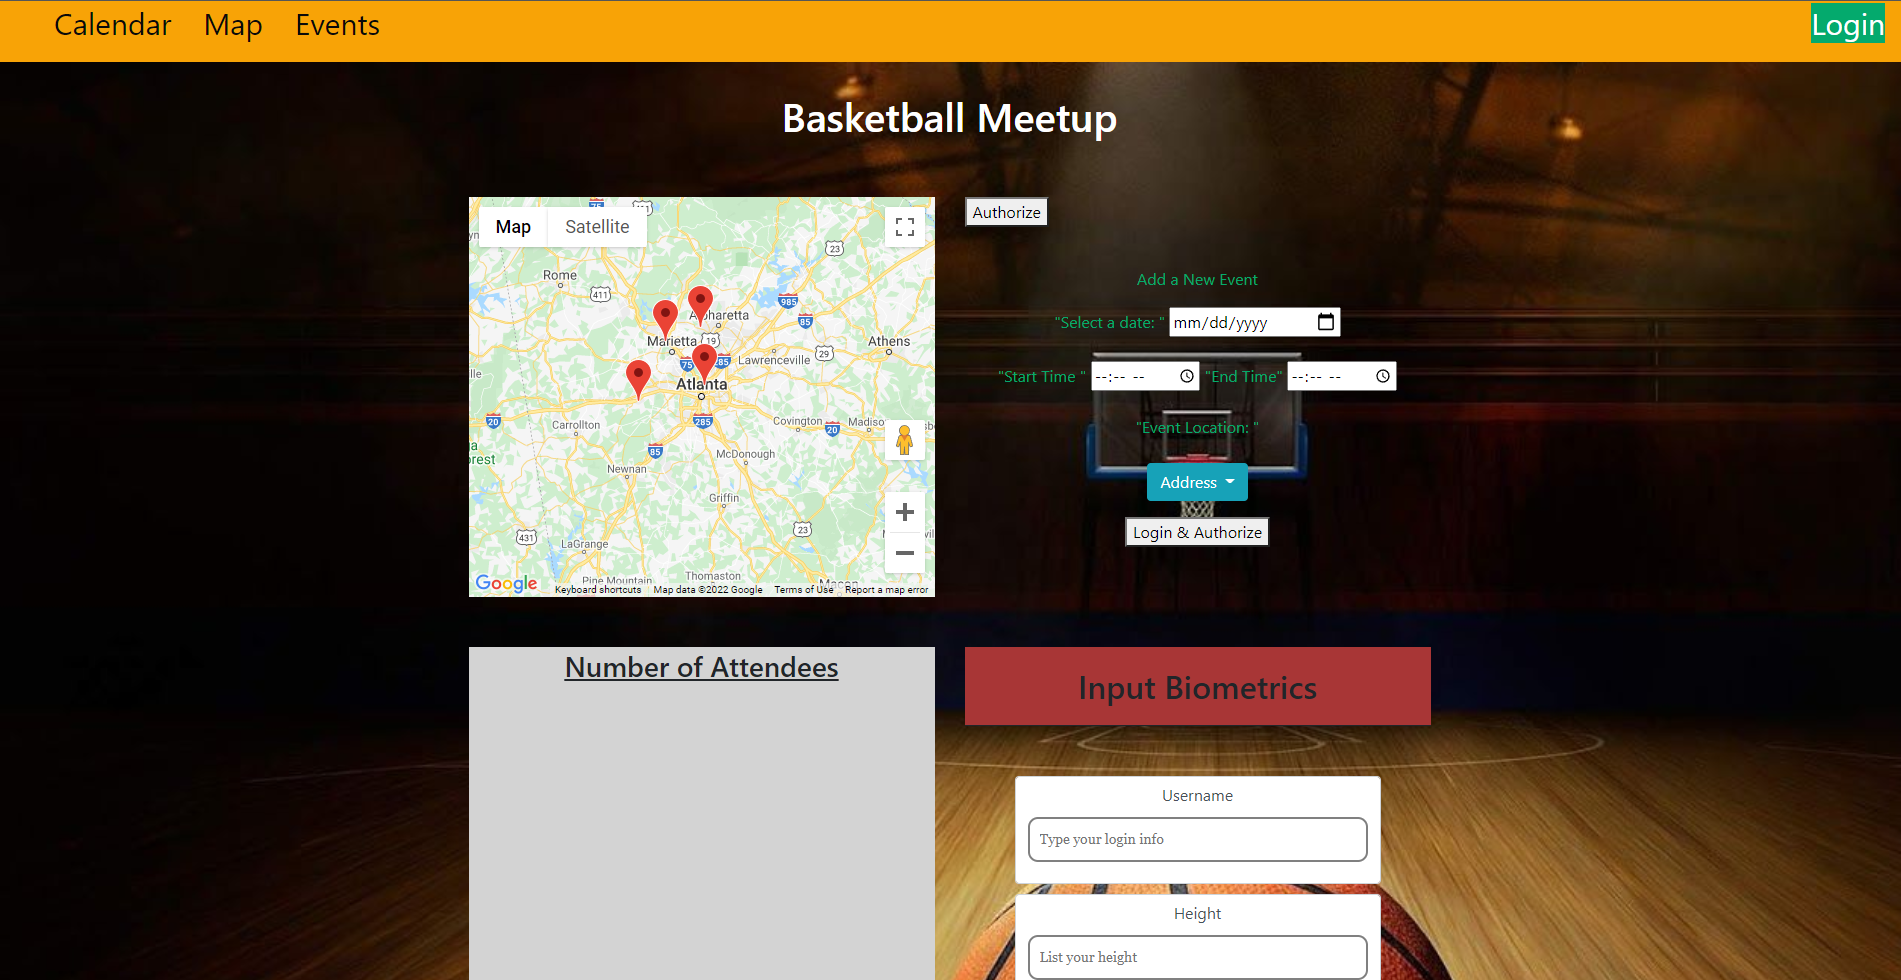 Calendar Map Events Login
Basketball Meetup
Map Satellite
Rome
411
23
985
Alpharetta
85
Marietta 19
Athens
75 285 Lawrenceville 29
Atlanta
20
Carrollton
285
Covington 20
85
McDonough
Newnan
Griffin
23
431
LaGrange
Pine Mountain Thomaston Macon
Google Keyboard shortcuts Map data ©2022 Google Terms of Use Report a map error
Authorize
Add a New Event
"Select a date: " mm/dd/yyyy
"Start Time " --:-- -- "End Time" --:-- --
"Event Location: "
Address
Login & Authorize
Number of Attendees
Input Biometrics
Username
Type your login info
Height
List your height